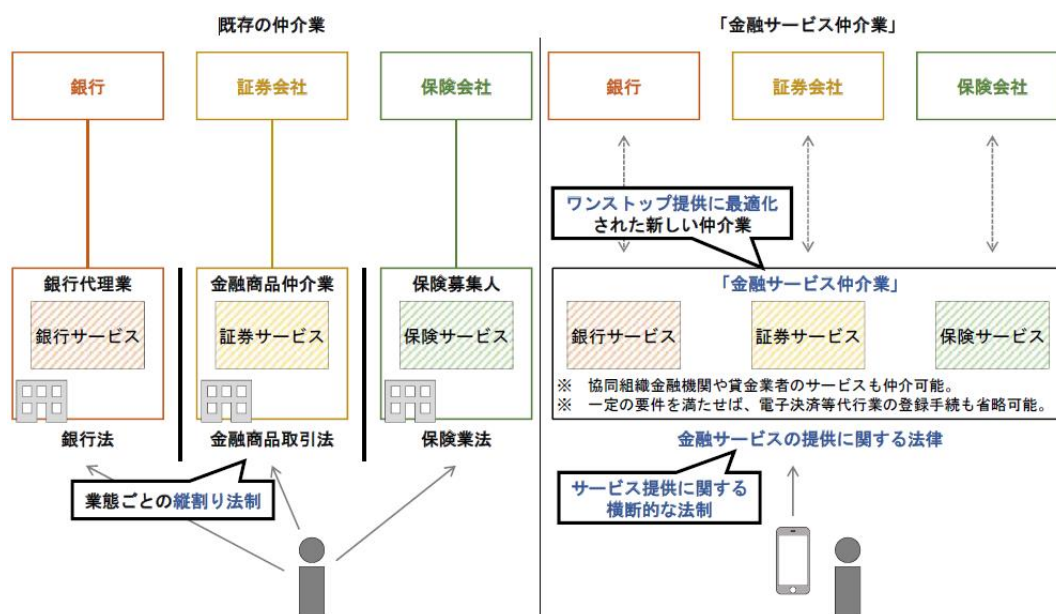 既存の仲介業
銀行
証券会社
保険会社
銀行代理業
金融商品仲介業
保険募集人
銀行サービス
証券サービス
保険サービス
銀行法
金融商品取引法
保険業法
業態ごとの縦割り法制
「金融サービス仲介業」
銀行
証券会社
保険会社
ワンストップ提供に最適化
された新しい仲介業
「金融サービス仲介業」
銀行サービス
証券サービス
保険サービス
※　協同組織金融機関や貸金業者のサービスも仲介可能。
※　一定の要件を満たせば、電子決済等代行業の登録手続も省略可能。
金融サービスの提供に関する法律
サービス提供に関する
横断的な法制